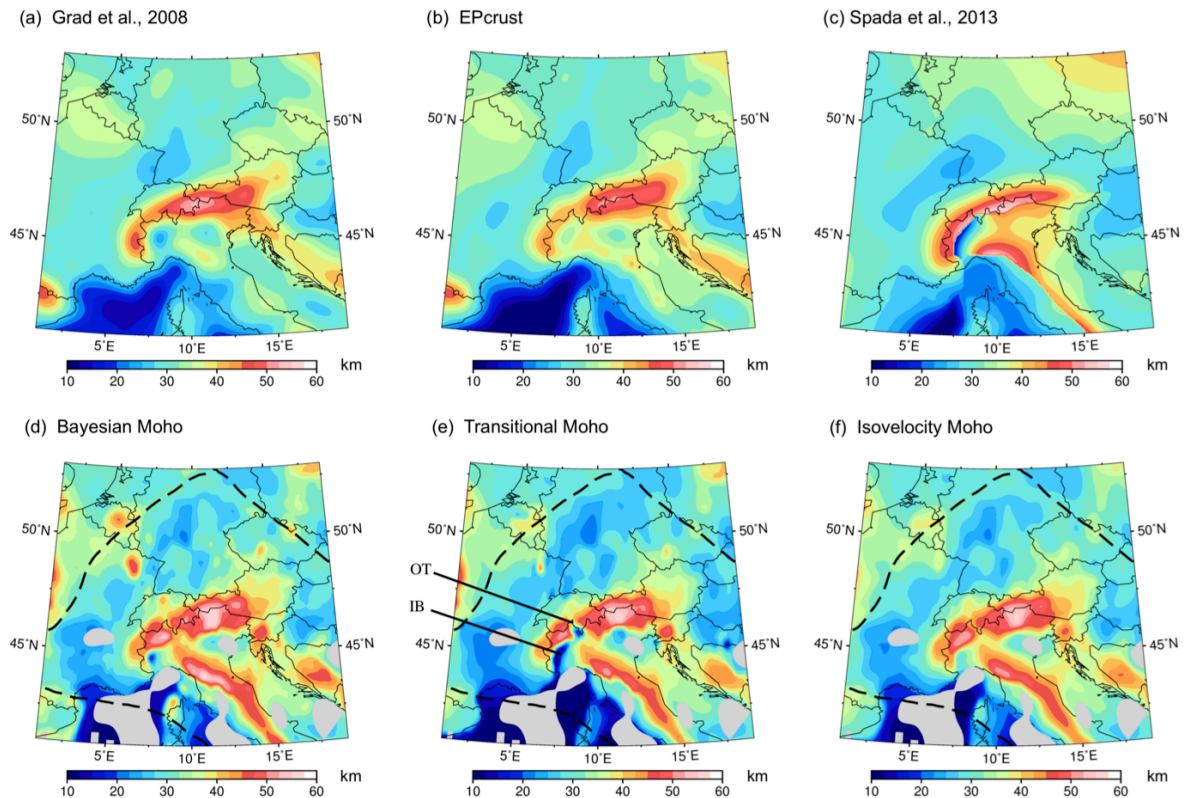 (a) Grad et al., 2008
(b) EPcrust
(c) Spada et al., 2013
50°N
50°N
50°N
50°N
45°N
45°N
45°N
45°N
5°E
10°E
15°E
5°E
10°E
15°E
5°E
10°E
15°E
10 20 30 40 50 60 km
10 20 30 40 50 60 km
10 20 30 40 50 60 km
(d) Bayesian Moho
(e) Transitional Moho
(f) Isovelocity Moho
50°N
50°N
50°N
50°N
OT
IB
45°N
45°N
45°N
45°N
5°E
10°E
15°E
5°E
10°E
15°E
5°E
10°E
15°E
10 20 30 40 50 60 km
10 20 30 40 50 60 km
10 20 30 40 50 60 km